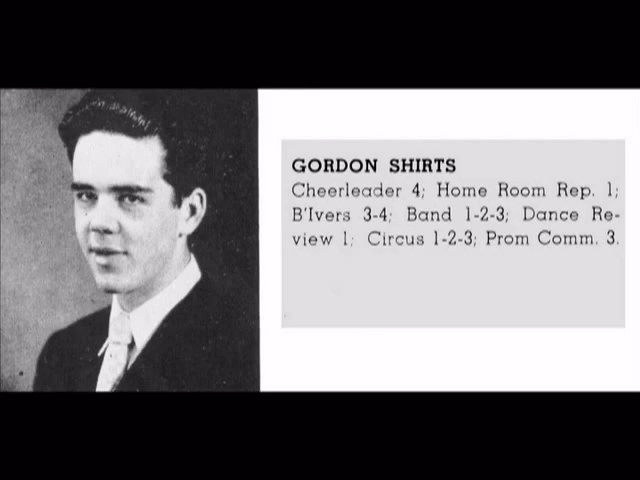 GORDON SHIRTS
Cheerleader 4; Home Room Rep. 1;
B'Ivers 3-4; Band 1-2-3; Dance Re-
view 1; Circus 1-2-3; Prom Comm. 3.